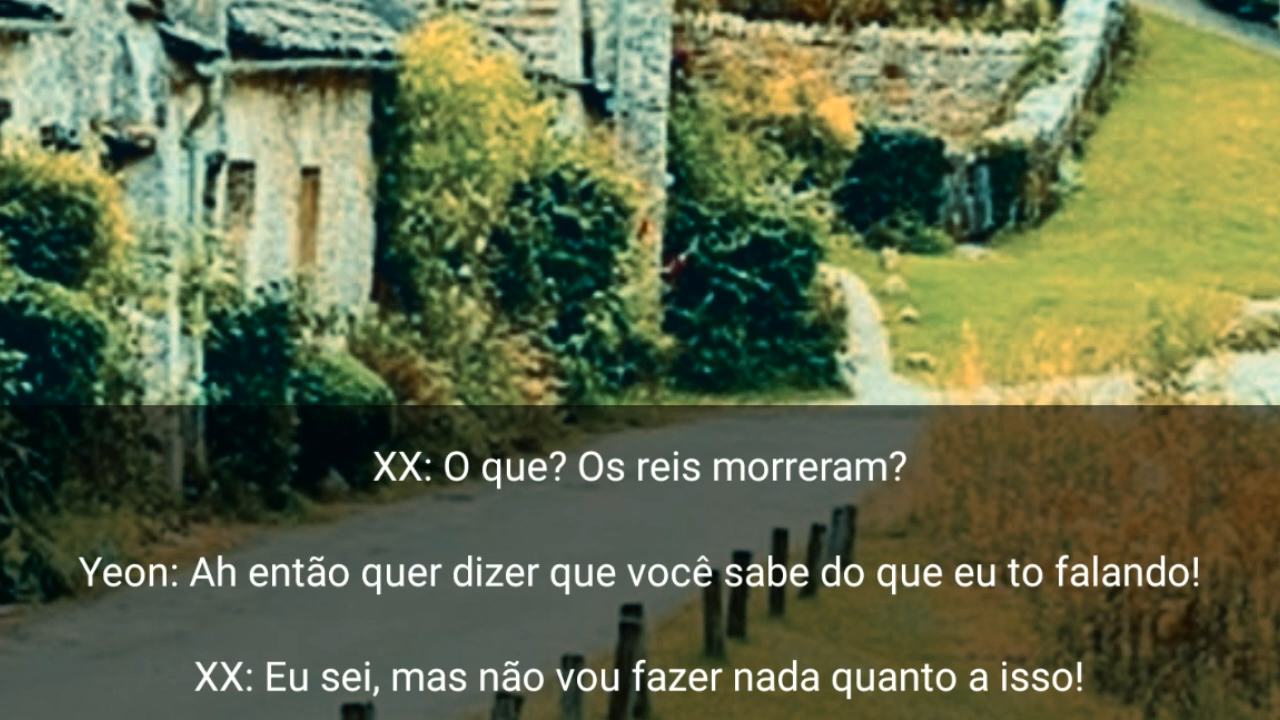 XX: O que? Os reis morreram?
Yeon: Ah então quer dizer que você sabe do que eu to falando!
XX: Eu sei, mas não vou fazer nada quanto a isso!